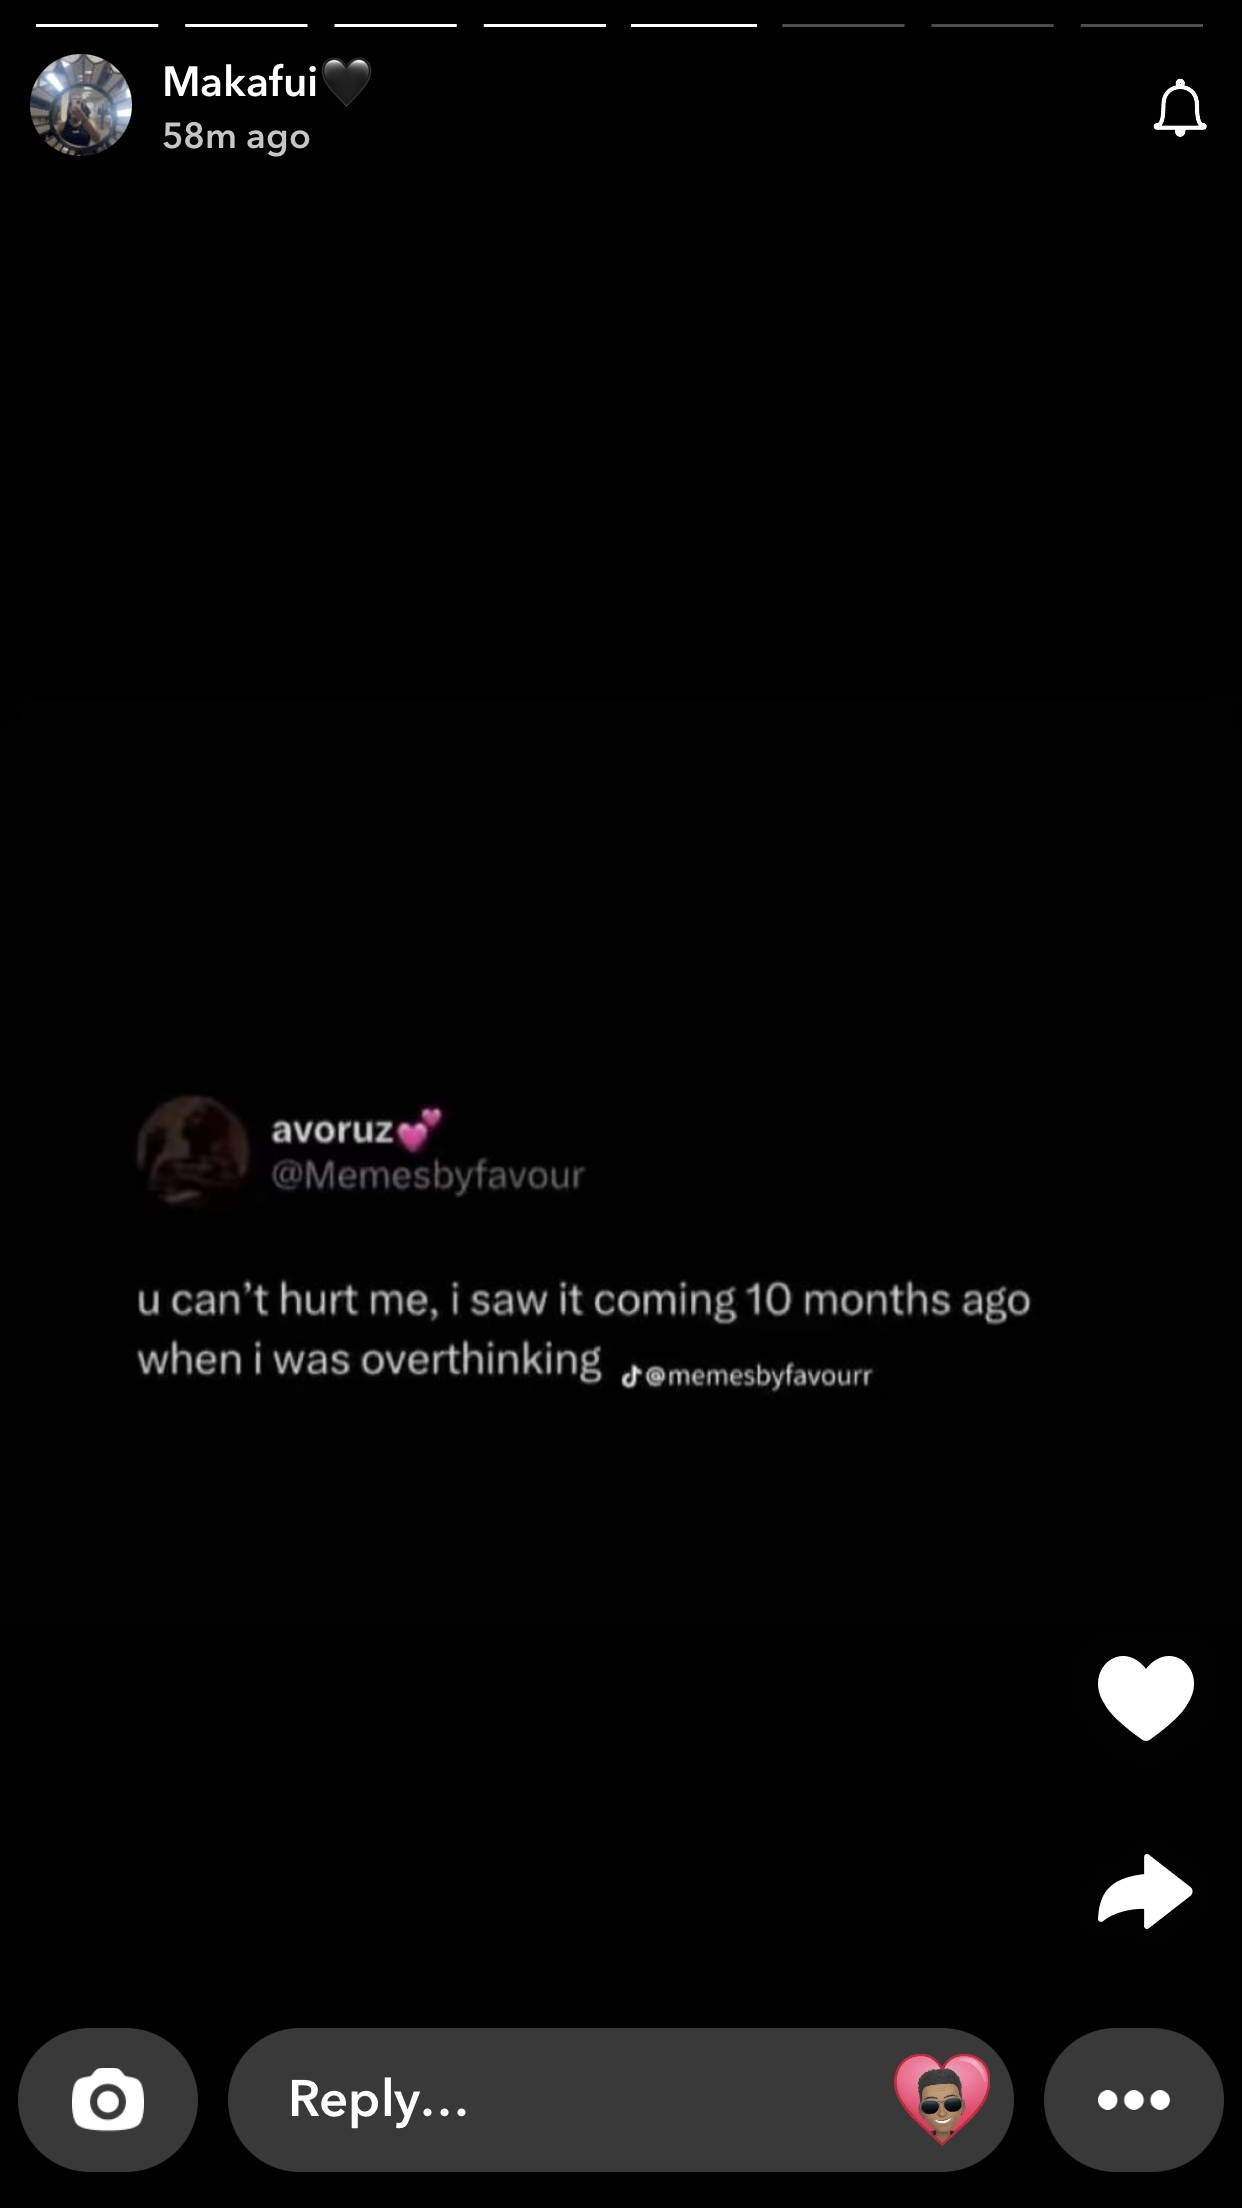 Makafui🖤
58m ago
avoruz💕
@Memesbyfavour
u can’t hurt me, i saw it coming 10 months ago
when i was overthinking @memesbyfavourr
Reply...